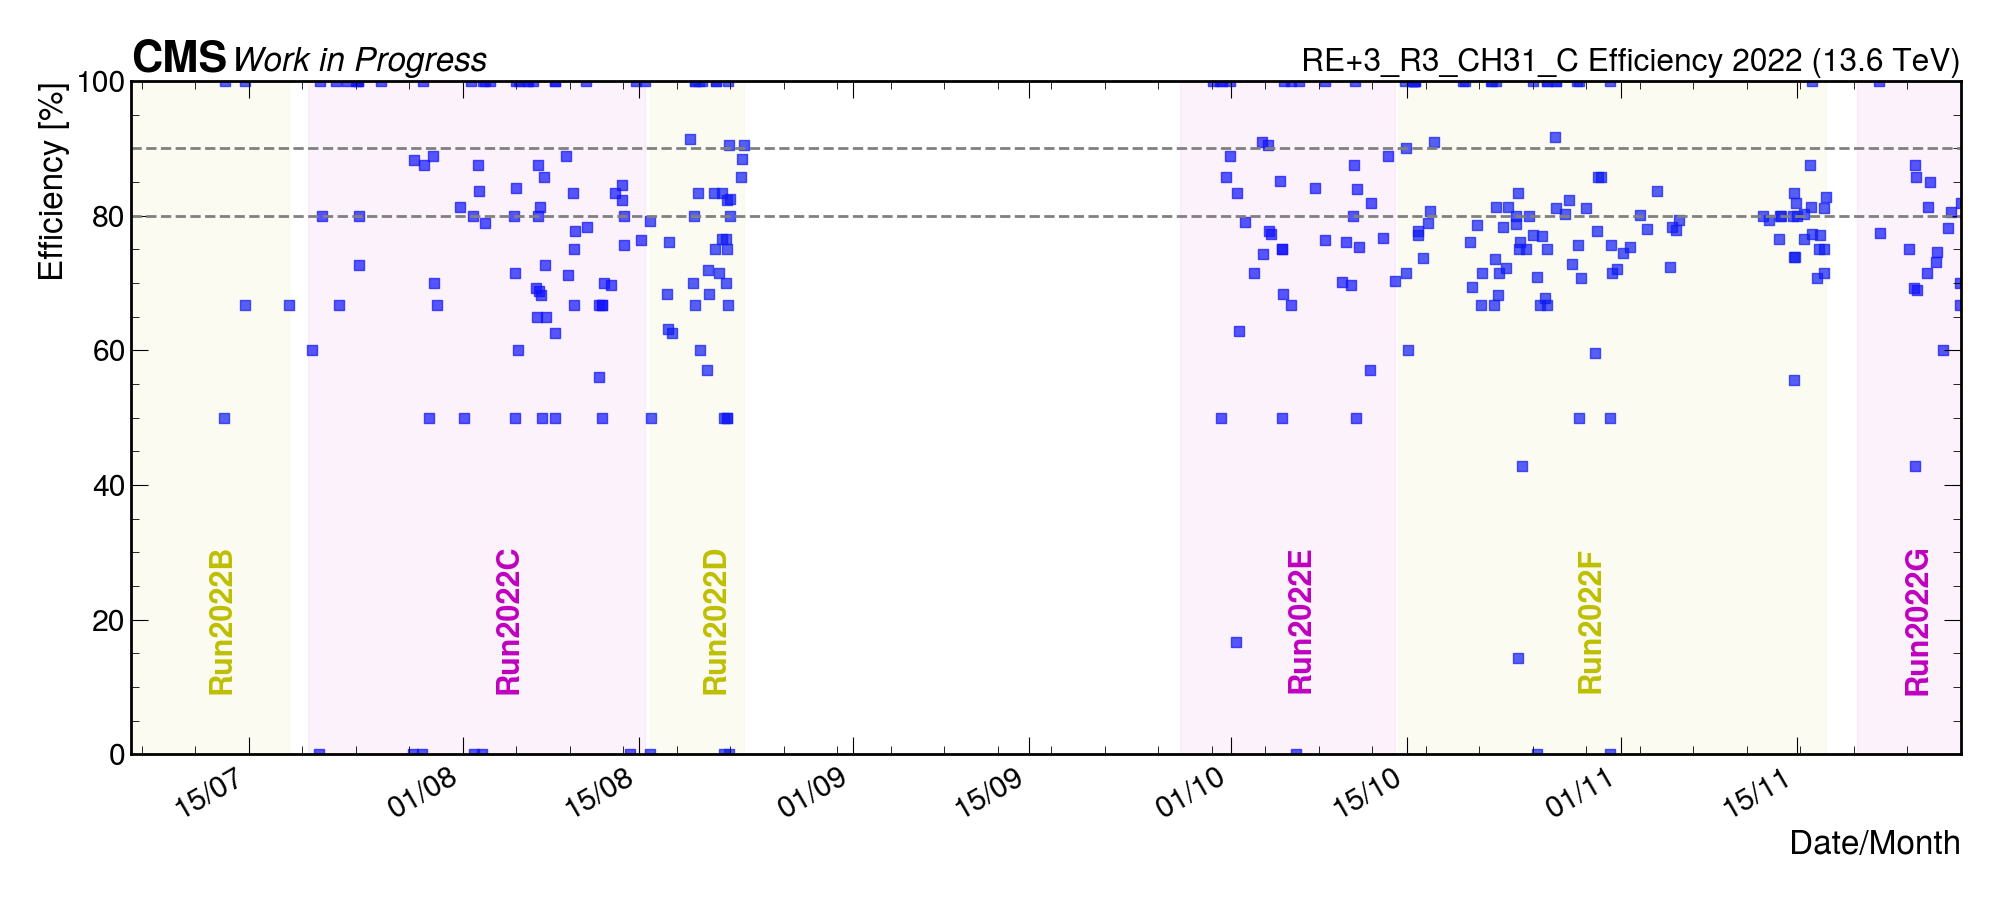 CMS Work in Progress
RE+3_R3_CH31_C Efficiency 2022 (13.6 TeV)
Efficiency [%]
100
80
60
40
20
0
Run2022B
Run2022C
Run2022D
Run2022E
Run2022F
Run2022G
15/07
01/08
15/08
01/09
15/09
01/10
15/10
01/11
15/11
Date/Month